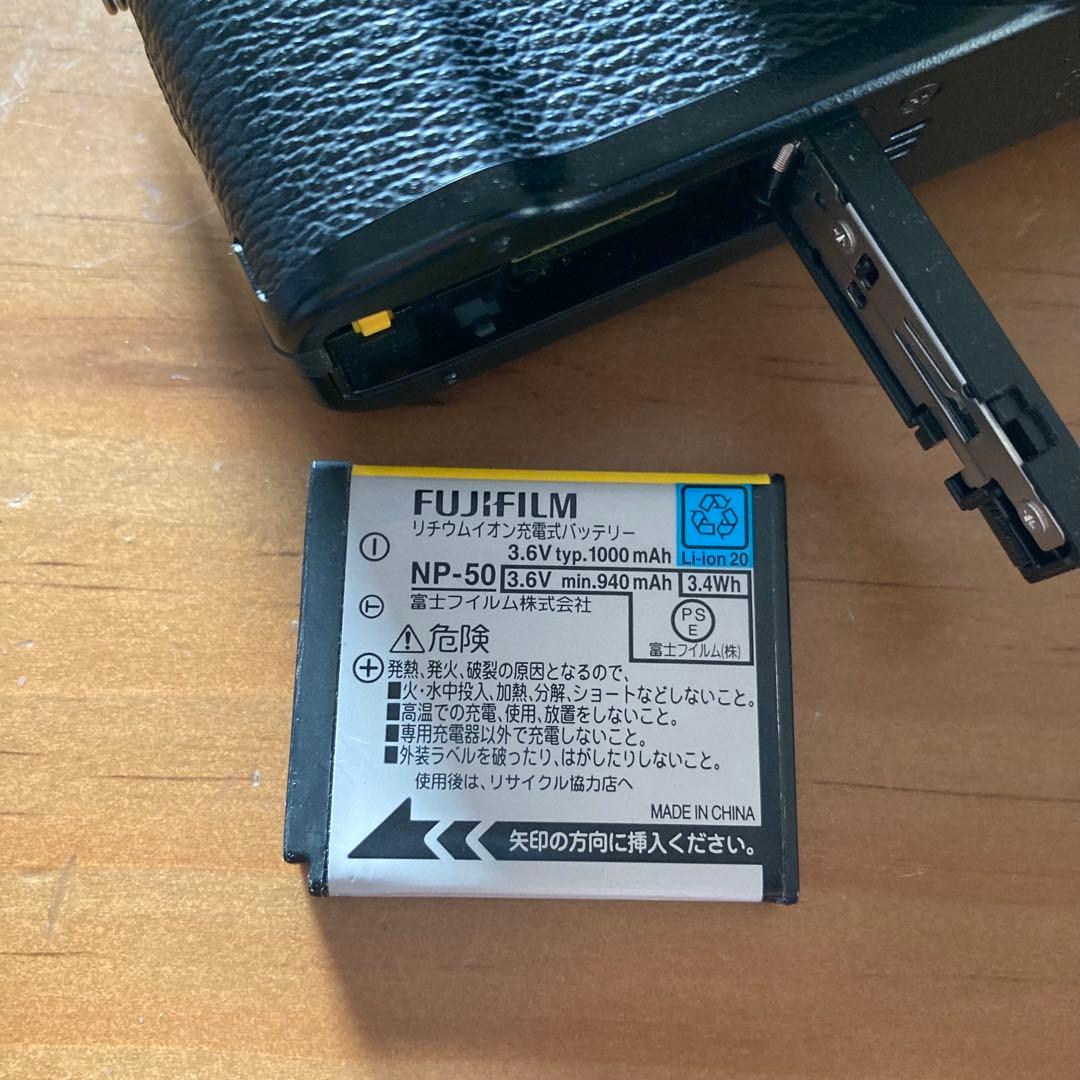 FUJIFILM
リチウムイオン充電式バッテリー
3.6V typ.1000 mAh
Li-ion 20
NP-50 3.6V min.940 mAh 3.4Wh
富士フイルム株式会社
PS
E
富士フイルム(株)
T
危険
発熱、発火、破裂の原因となるので、
■火・水中投入、加熱、分解、ショートなどしないこと。
■高温での充電、使用、放置をしないこと。
■専用充電器以外で充電しないこと。
■外装ラベルを破ったり、はがしたりしないこと。
使用後は、リサイクル協力店へ
MADE IN CHINA
矢印の方向に挿入ください。